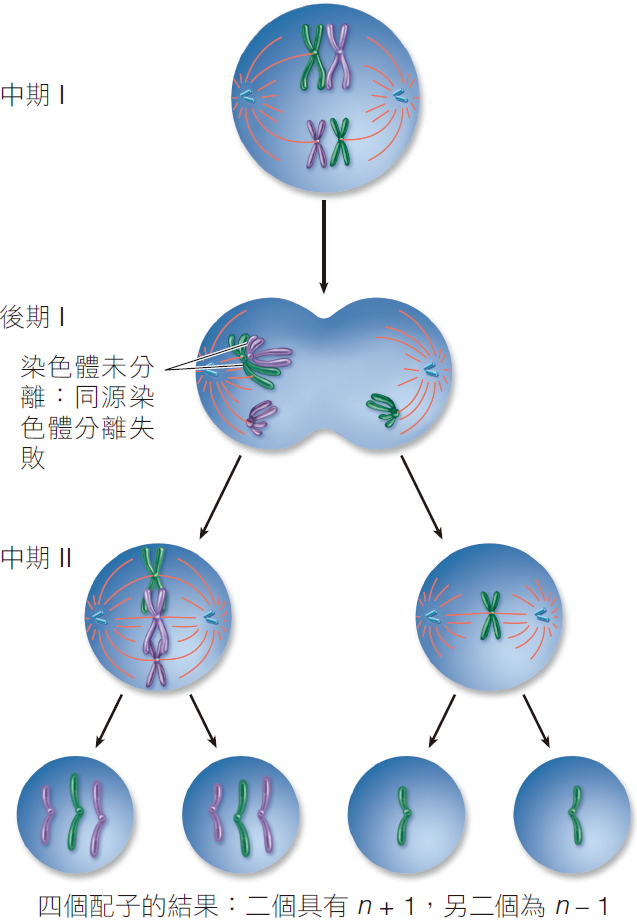 中期 I
後期 I
染色體未分
離：同源染
色體分離失
敗
中期 II
四個配子的結果：二個具有 n + 1，另二個為 n − 1